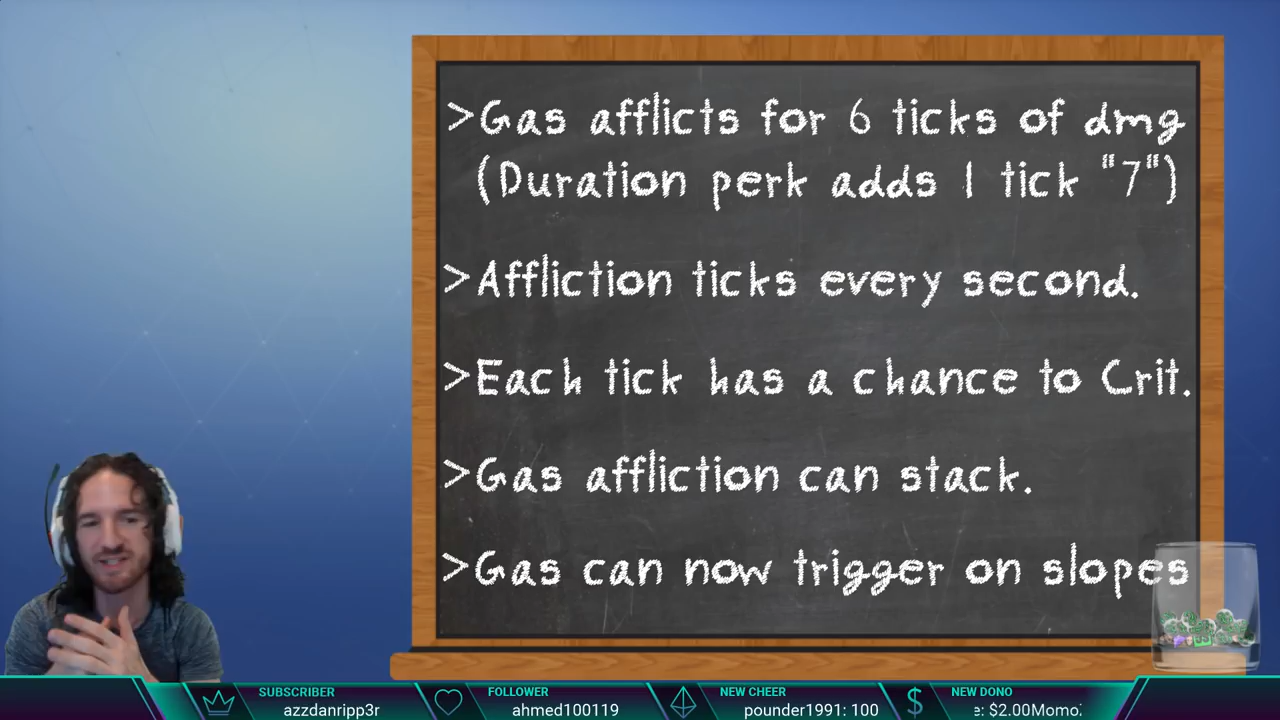 >Gas afflicts for 6 ticks of dmg
(Duration perk adds 1 tick "7")
>Affliction ticks every second.
>Each tick has a chance to Crit.
>Gas affliction can stack.
>Gas can now trigger on slopes
SUBSCRIBER
azzdanripp3r
FOLLOWER
ahmed100119
NEW CHEER
pounder1991: 100
NEW DONO
e: $2.00Momo